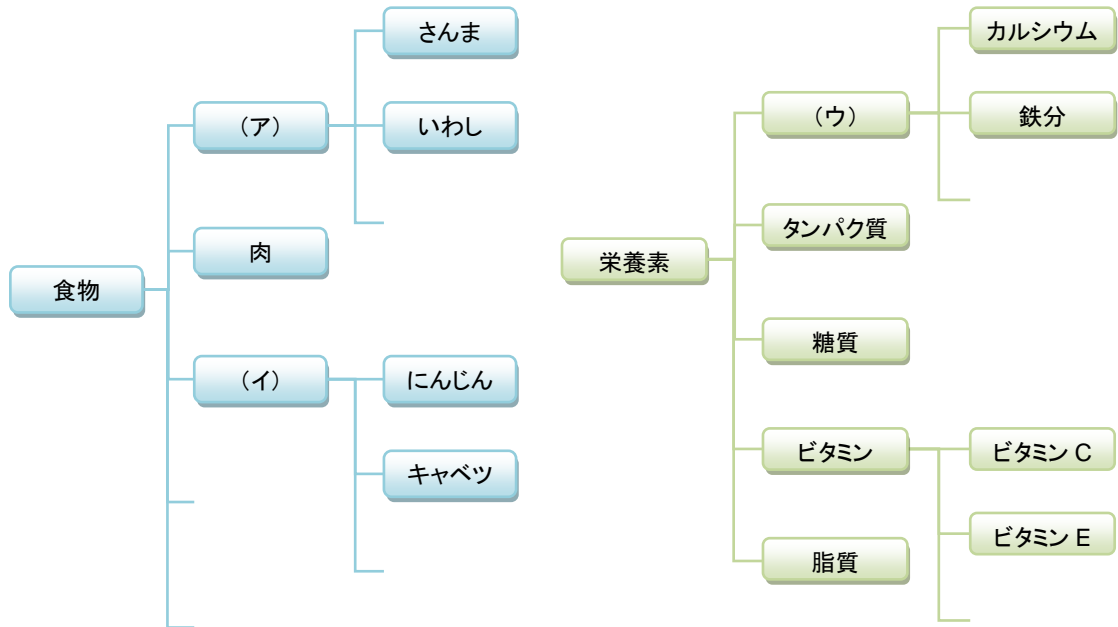 食物
(ア)
さんま
いわし
肉
(イ)
にんじん
キャベツ
栄養素
(ウ)
カルシウム
鉄分
タンパク質
糖質
ビタミン
ビタミン C
ビタミン E
脂質